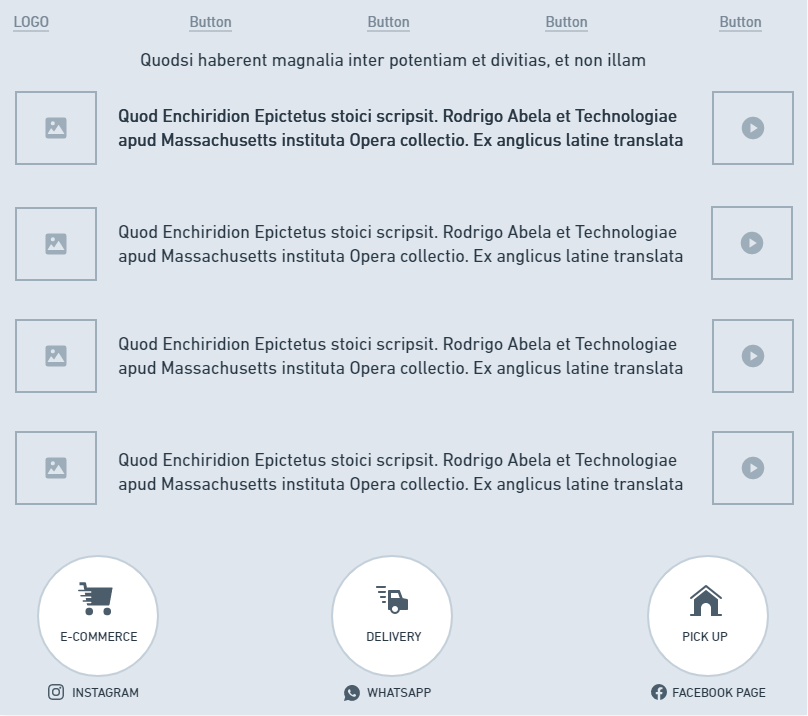 LOGO Button Button Button Button
Quodsi haberent magnalia inter potentiam et divitias, et non illam
Quod Enchiridion Epictetus stoici scripsit. Rodrigo Abela et Technologiae
apud Massachusetts instituta Opera collectio. Ex anglicus latine translata
Quod Enchiridion Epictetus stoici scripsit. Rodrigo Abela et Technologiae
apud Massachusetts instituta Opera collectio. Ex anglicus latine translata
Quod Enchiridion Epictetus stoici scripsit. Rodrigo Abela et Technologiae
apud Massachusetts instituta Opera collectio. Ex anglicus latine translata
Quod Enchiridion Epictetus stoici scripsit. Rodrigo Abela et Technologiae
apud Massachusetts instituta Opera collectio. Ex anglicus latine translata
E-COMMERCE DELIVERY PICK UP
INSTAGRAM WHATSAPP FACEBOOK PAGE